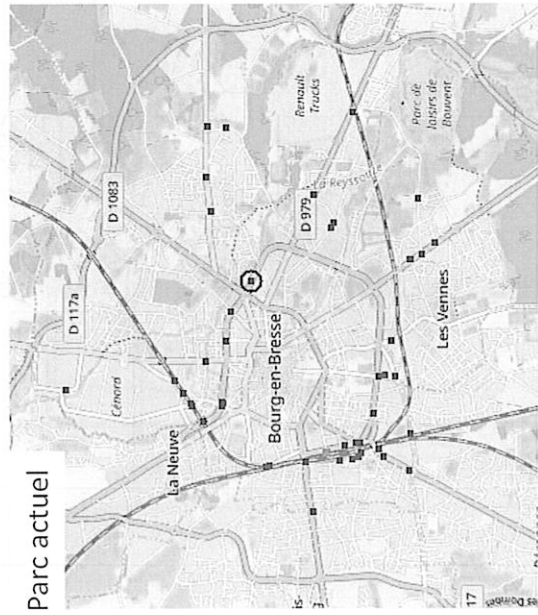 Parc actuel
D 117a
D 1083
Cénord
La Neuve
Bourg-en-Bresse
Renault
Trucks
La Reyssouze
D 979
Parc de
loisirs de
Bouvent
Les Vennes
17